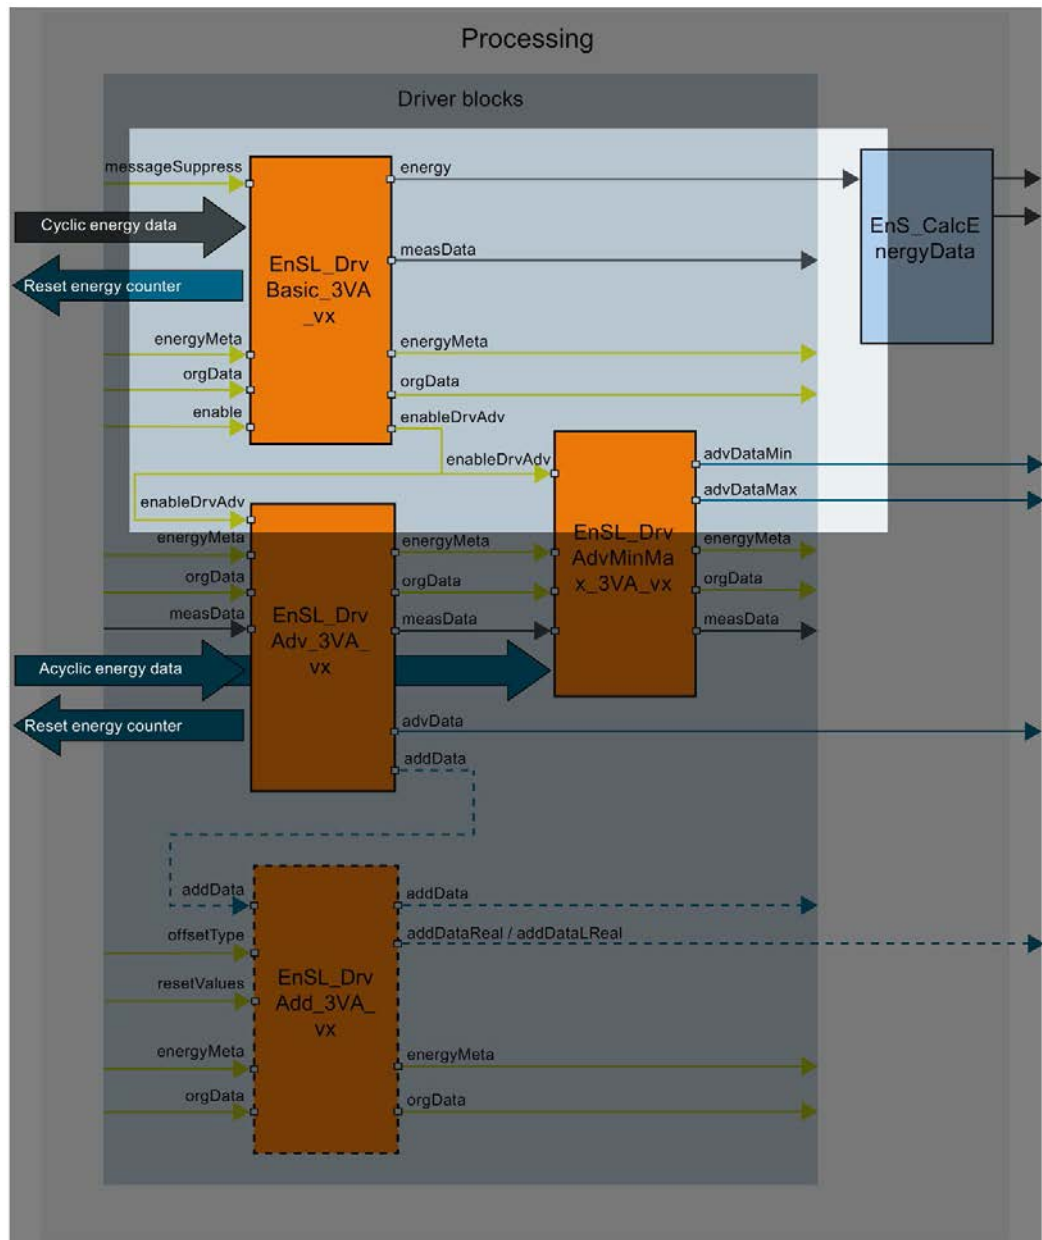 Processing
Driver blocks
messageSuppress
energy
Cyclic energy data
EnS_CalcE
nergyData
measData
EnSL_Drv
Basic_3VA
_vx
Reset energy counter
energyMeta
energyMeta
orgData
orgData
enable
enableDrvAdv
enableDrvAdv
advDataMin
enableDrvAdv
advDataMax
energyMeta
energyMeta
EnSL_Drv
AdvMinMa
x_3VA_vx
energyMeta
orgData
orgData
orgData
measData
EnSL_Drv
Adv_3VA_
vx
measData
measData
Acyclic energy data
Reset energy counter
advData
addData
addData
addData
offsetType
addDataReal / addDataLReal
resetValues
EnSL_Drv
Add_3VA_
vx
energyMeta
energyMeta
orgData
orgData